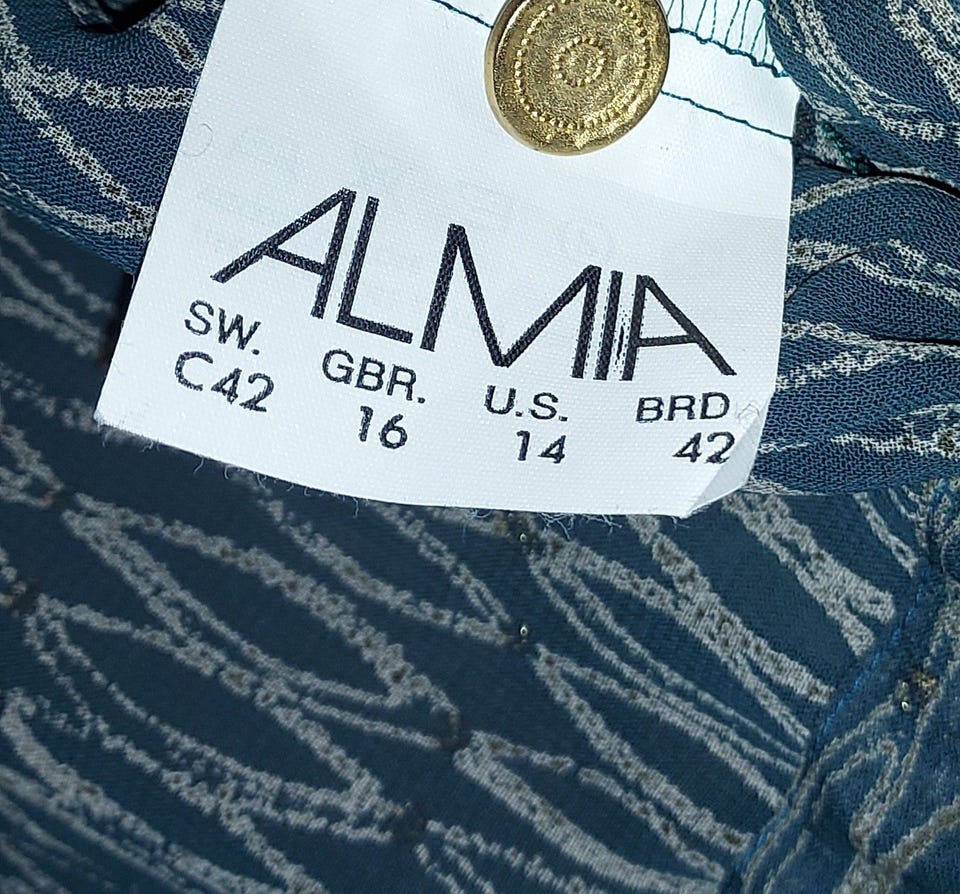 ALMIA
SW. GBR. U.S. BRD
C42 16 14 42